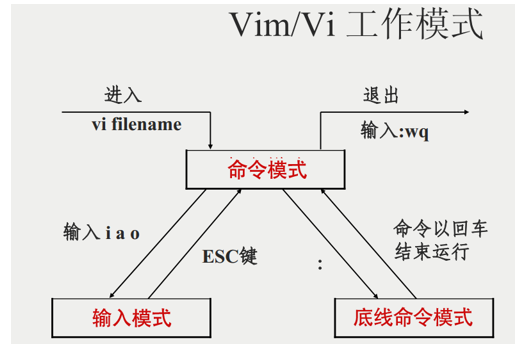 Vim/Vi 工作模式
进入
vi filename
退出
输入:wq
命令模式
输入 i a o
ESC键
:
命令以回车
结束运行
输入模式
底线命令模式